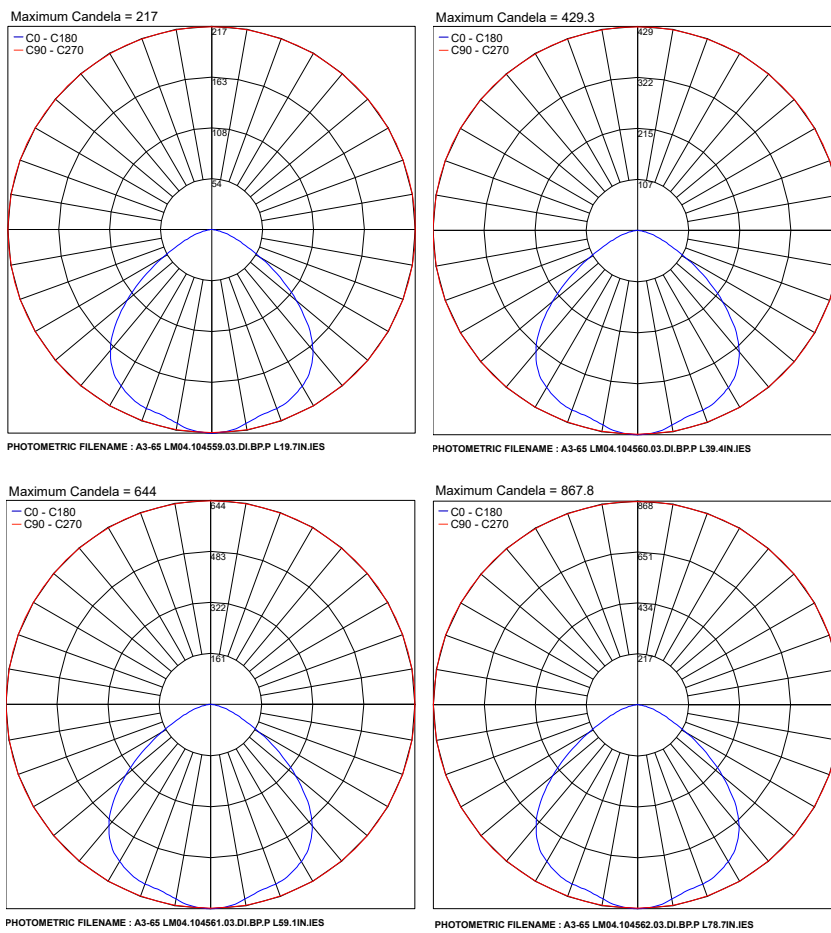 Maximum Candela = 217
C0 - C180
C90 - C270
217
163
108
54
PHOTOMETRIC FILENAME : A3-65 LM04.104559.03.DI.BP.P L19.7IN.IES
Maximum Candela = 429.3
C0 - C180
C90 - C270
429
322
215
107
PHOTOMETRIC FILENAME : A3-65 LM04.104560.03.DI.BP.P L39.4IN.IES
Maximum Candela = 644
C0 - C180
C90 - C270
644
483
322
161
PHOTOMETRIC FILENAME : A3-65 LM04.104561.03.DI.BP.P L59.1IN.IES
Maximum Candela = 867.8
C0 - C180
C90 - C270
868
651
434
217
PHOTOMETRIC FILENAME : A3-65 LM04.104562.03.DI.BP.P L78.7IN.IES